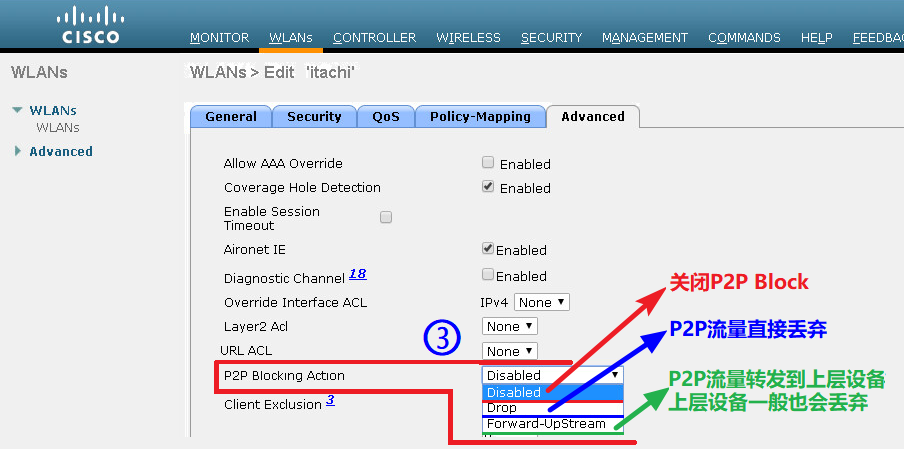 CISCO
MONITOR WLANs CONTROLLER WIRELESS SECURITY MANAGEMENT COMMANDS HELP FEEDBA
WLANs
WLANs > Edit 'itachi'
WLANs
WLANs
Advanced
General Security QoS Policy-Mapping Advanced
Allow AAA Override Enabled
Coverage Hole Detection Enabled
Enable Session
Timeout
Aironet IE Enabled
Diagnostic Channel 18 Enabled
Override Interface ACL IPv4 None
Layer2 Acl None
URL ACL None
P2P Blocking Action Disabled
Disabled
Drop
Forward-UpStream
Client Exclusion 3
③
关闭P2P Block
P2P流量直接丢弃
P2P流量转发到上层设备
上层设备一般也会丢弃